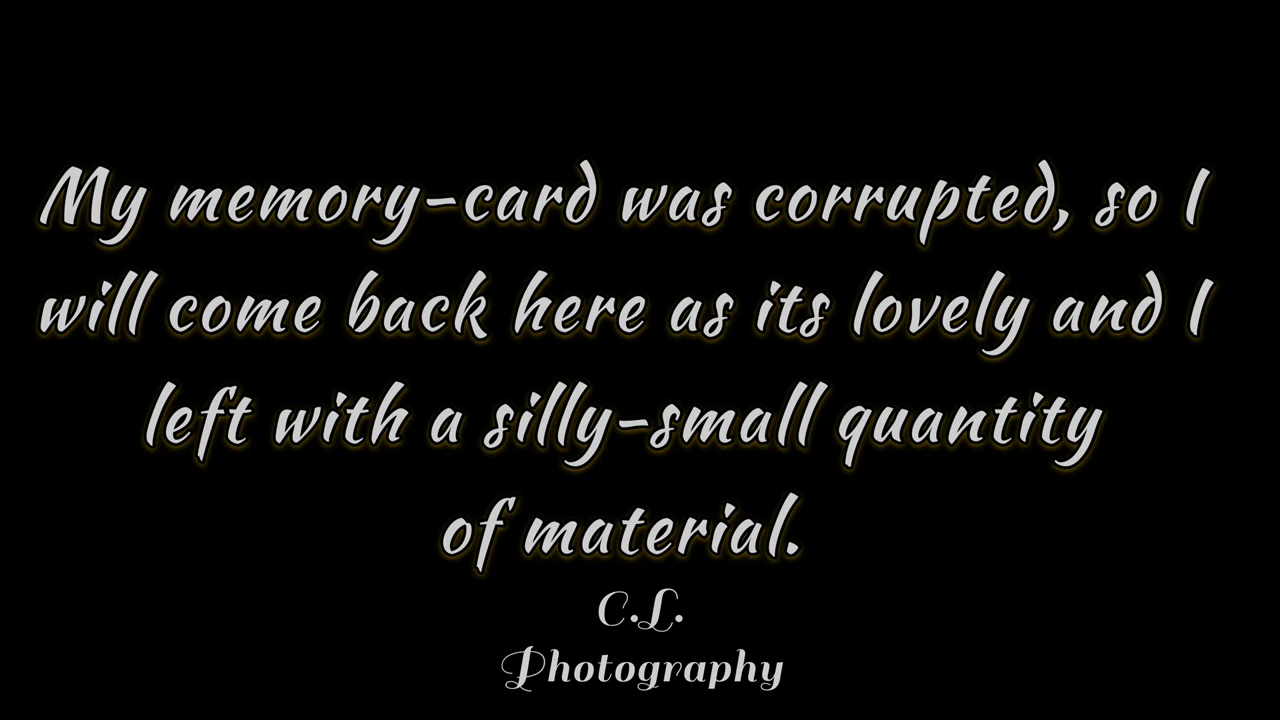 My memory-card was corrupted, so I
will come back here as its lovely and I
left with a silly-small quantity
of material.
C.L.
Photography